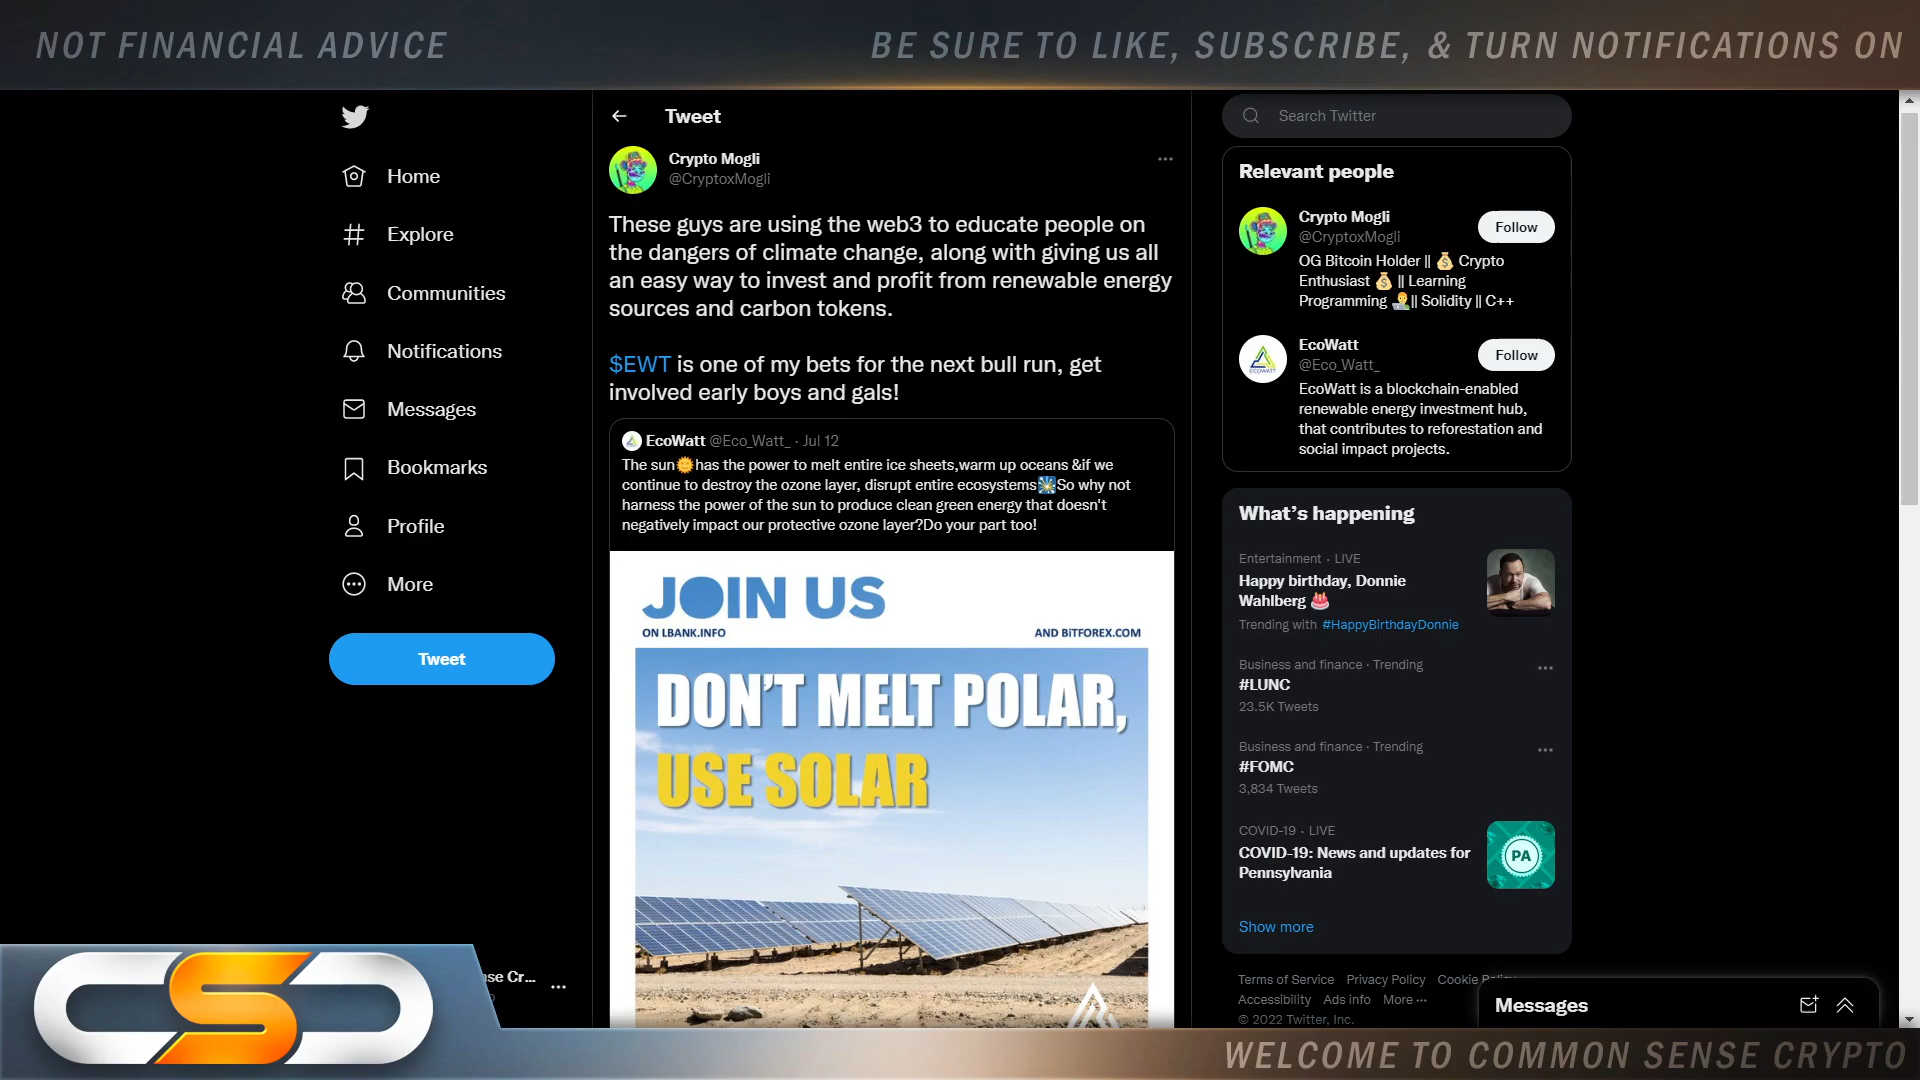 NOT FINANCIAL ADVICE
BE SURE TO LIKE, SUBSCRIBE, & TURN NOTIFICATIONS ON
Home
Explore
Communities
Notifications
Messages
Bookmarks
Profile
More
Tweet
Tweet
Crypto Mogli
@CryptoxMogli
These guys are using the web3 to educate people on
the dangers of climate change, along with giving us all
an easy way to invest and profit from renewable energy
sources and carbon tokens.
$EWT is one of my bets for the next bull run, get
involved early boys and gals!
EcoWatt @Eco_Watt_ · Jul 12
The sun🌞has the power to melt entire ice sheets,warm up oceans &if we
continue to destroy the ozone layer, disrupt entire ecosystems🎇So why not
harness the power of the sun to produce clean green energy that doesn't
negatively impact our protective ozone layer?Do your part too!
JOIN US
ON LBANK.INFO
AND BITFOREX.COM
DON'T MELT POLAR,
USE SOLAR
Search Twitter
Relevant people
Crypto Mogli
@CryptoxMogli
Follow
OG Bitcoin Holder || 💰 Crypto
Enthusiast 💰 || Learning
Programming 👨‍💻|| Solidity || C++
EcoWatt
@Eco_Watt_
Follow
ECOWATT
EcoWatt is a blockchain-enabled
renewable energy investment hub,
that contributes to reforestation and
social impact projects.
What's happening
Entertainment · LIVE
Happy birthday, Donnie
Wahlberg 🎂
Trending with #HappyBirthdayDonnie
Business and finance · Trending
#LUNC
23.5K Tweets
Business and finance · Trending
#FOMC
3,834 Tweets
COVID-19 · LIVE
COVID-19: News and updates for
Pennsylvania
PA
Show more
Terms of Service Privacy Policy Cookie
Accessibility Ads info More ···
© 2022 Twitter, Inc.
Messages
nse Cr...
CSC
WELCOME TO COMMON SENSE CRYPTO